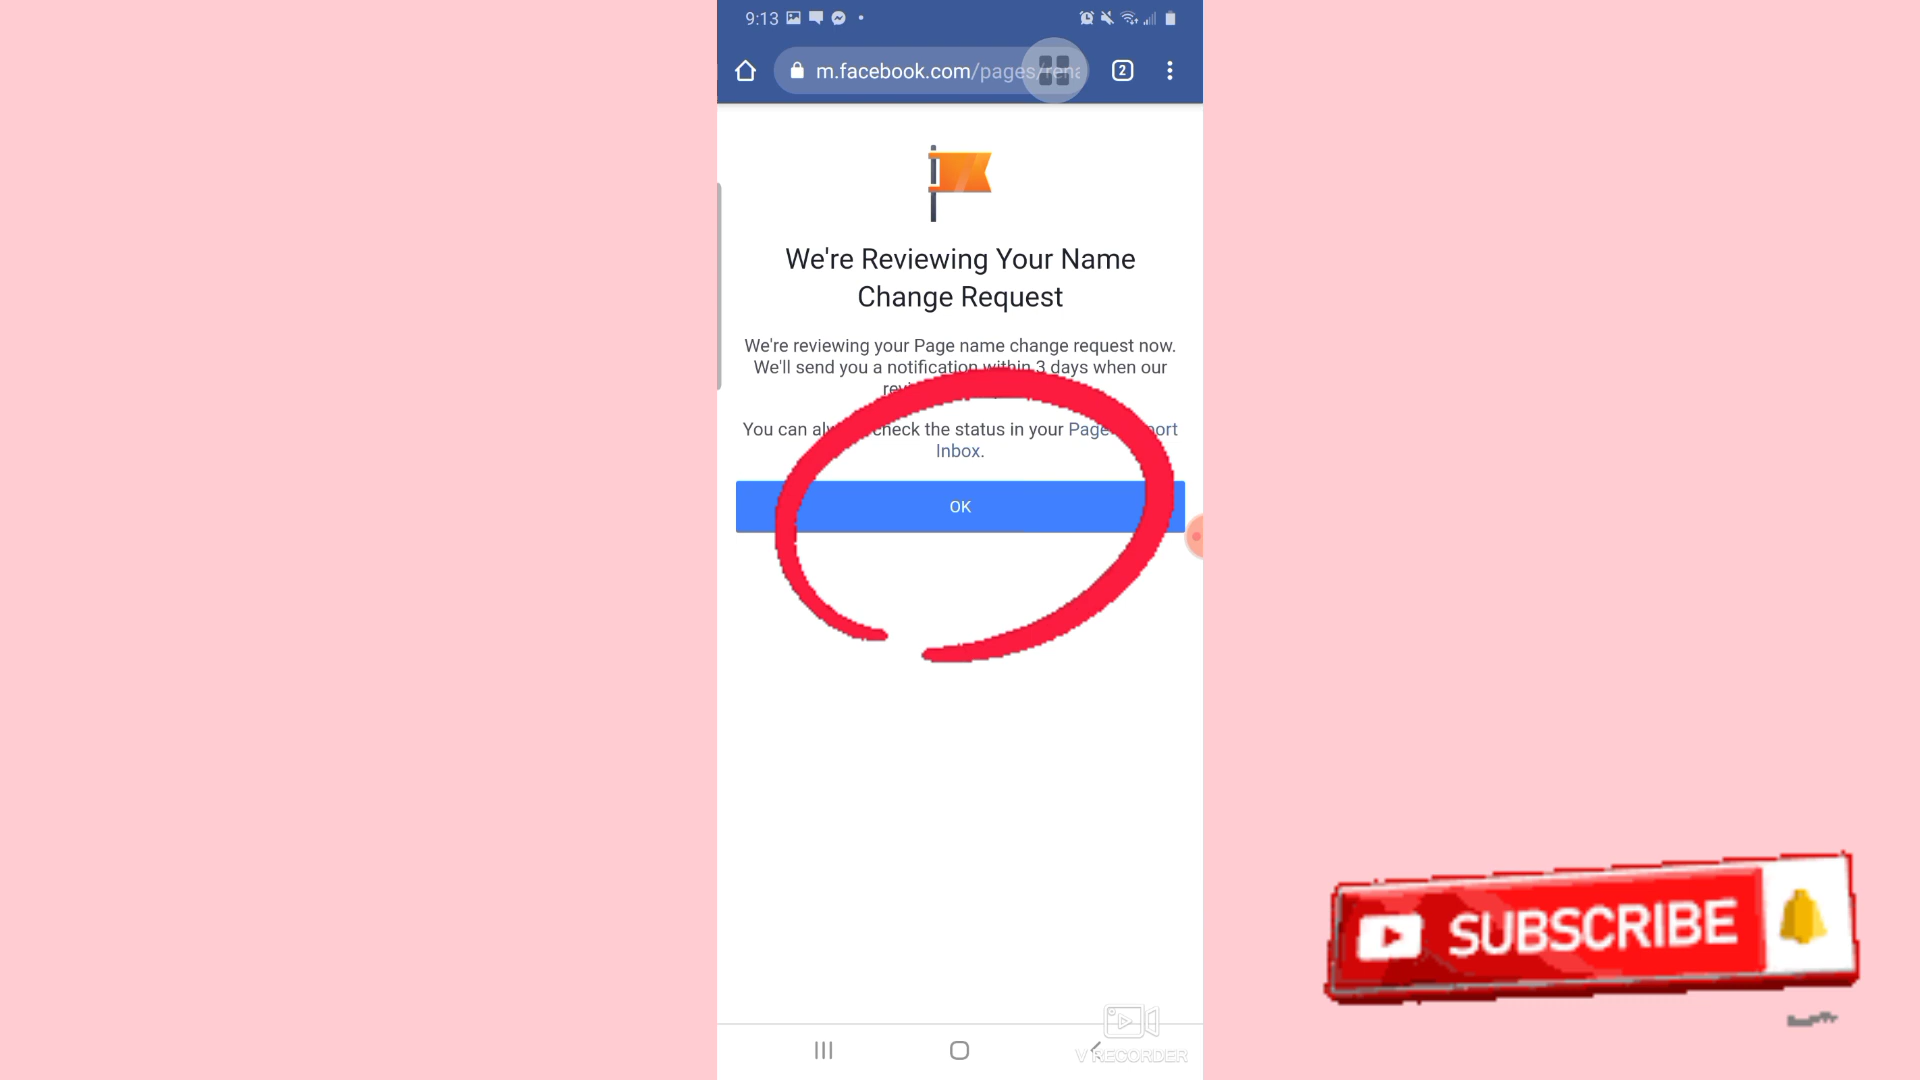 9:13
m.facebook.com/pages/rena
2
We're Reviewing Your Name
Change Request
We're reviewing your Page name change request now.
We'll send you a notification within 3 days when our
You can check the status in your Page
Inbox.
OK
SUBSCRIBE
V RECORDER